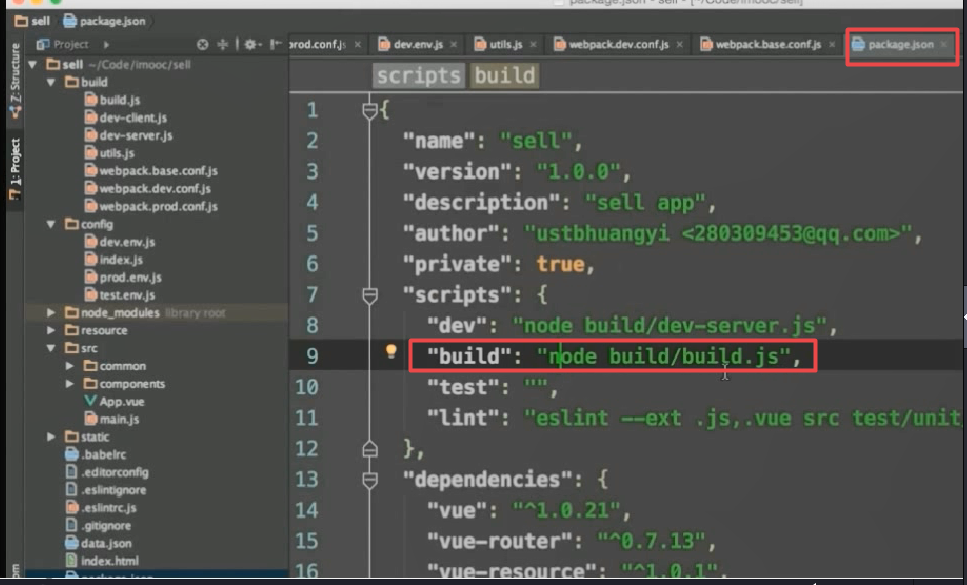 package.json - sell - [~/Code/imooc/sell]
sell package.json
Project
prod.conf.js dev.env.js utils.js webpack.dev.conf.js webpack.base.conf.js package.json
Z: Structure
1: Project
sell ~/Code/imooc/sell
build
build.js
dev-client.js
dev-server.js
utils.js
webpack.base.conf.js
webpack.dev.conf.js
webpack.prod.conf.js
config
dev.env.js
index.js
prod.env.js
test.env.js
node_modules library root
resource
src
common
components
App.vue
main.js
static
.babelrc
.editorconfig
.eslintignore
.eslintrc.js
.gitignore
data.json
index.html
package.json
scripts build
1 {
2 "name": "sell",
3 "version": "1.0.0",
4 "description": "sell app",
5 "author": "ustbhuangyi <280309453@qq.com>",
6 "private": true,
7 "scripts": {
8 "dev": "node build/dev-server.js",
9 "build": "node build/build.js",
10 "test": "",
11 "lint": "eslint --ext .js,.vue src test/unit
12 },
13 "dependencies": {
14 "vue": "^1.0.21",
15 "vue-router": "^0.7.13",
16 "vue-resource": "^1.0.1",